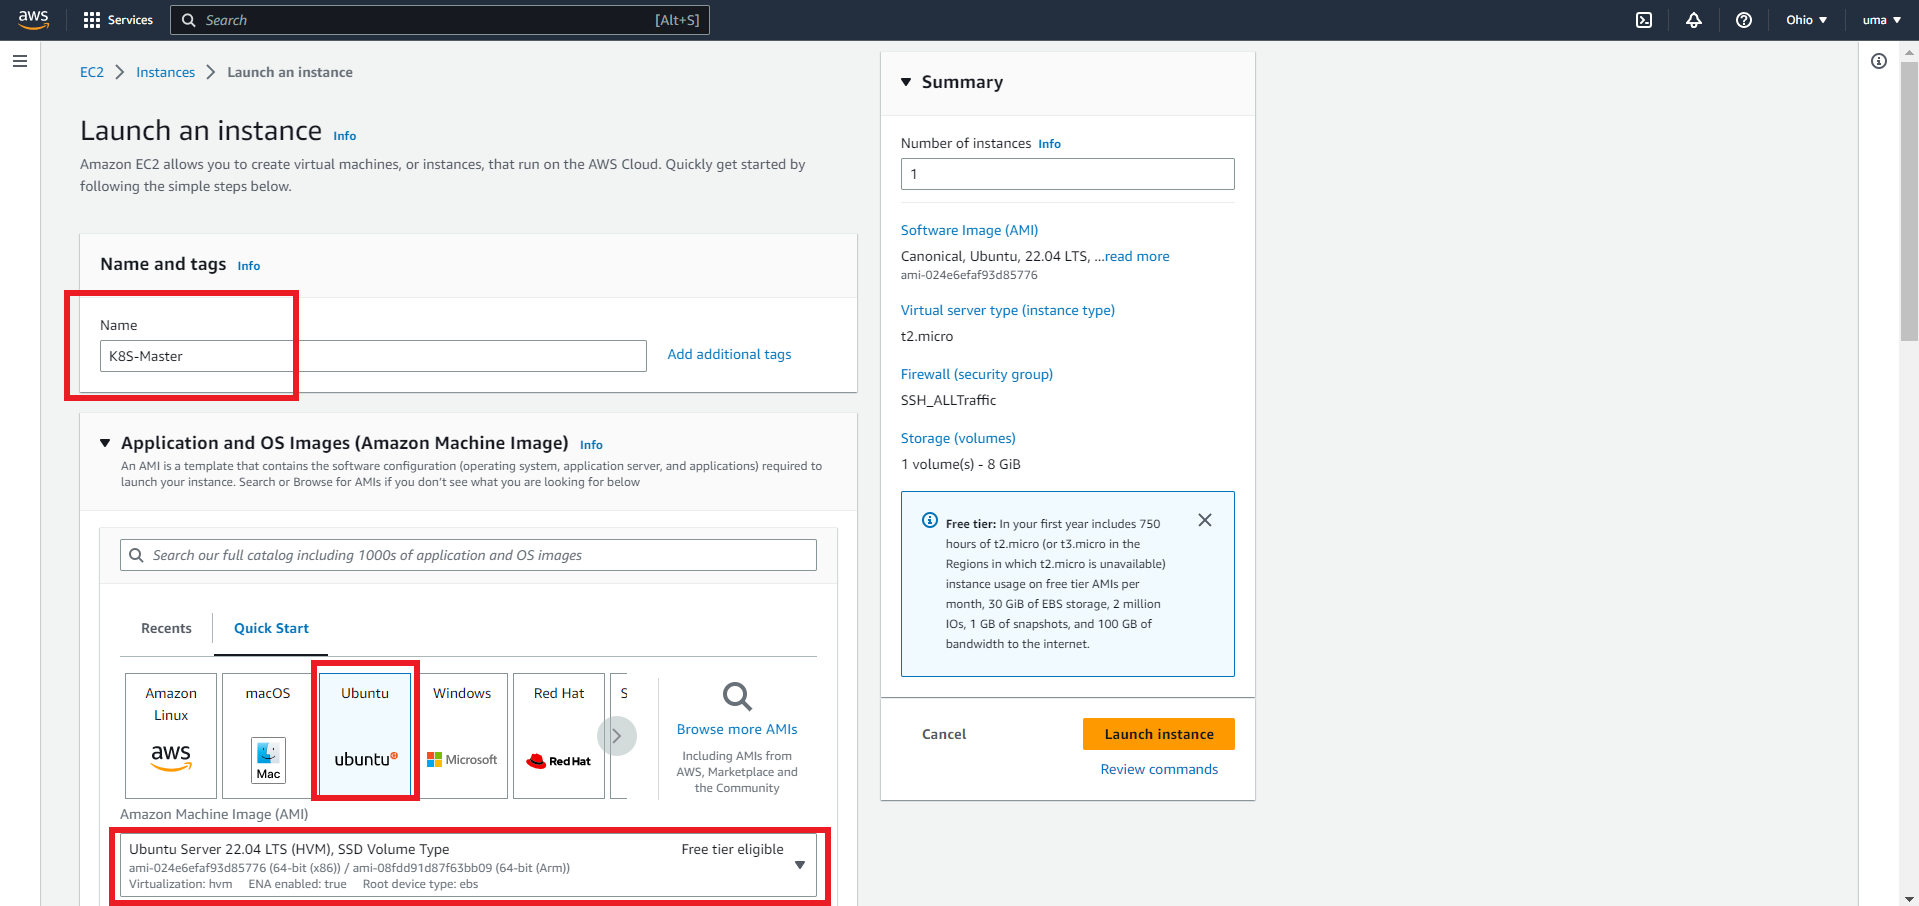 aws
Services
Search
[Alt+S]
Ohio
uma
EC2
Instances
Launch an instance
Launch an instance
Info
Amazon EC2 allows you to create virtual machines, or instances, that run on the AWS Cloud. Quickly get started by
following the simple steps below.
Name and tags
Info
Name
K8S-Master
Add additional tags
Application and OS Images (Amazon Machine Image)
Info
An AMI is a template that contains the software configuration (operating system, application server, and applications) required to
launch your instance. Search or Browse for AMIs if you don't see what you are looking for below
Search our full catalog including 1000s of application and OS images
Recents
Quick Start
Amazon
Linux
aws
macOS
Mac
Ubuntu
ubuntu
Windows
Microsoft
Red Hat
Red Hat
S
Browse more AMIs
Including AMIs from
AWS, Marketplace and
the Community
Amazon Machine Image (AMI)
Ubuntu Server 22.04 LTS (HVM), SSD Volume Type
Free tier eligible
ami-024e6efaf93d85776 (64-bit (x86)) / ami-08fdd91d87f63bb09 (64-bit (Arm))
Virtualization: hvm
ENA enabled: true
Root device type: ebs
Summary
Number of instances
Info
1
Software Image (AMI)
Canonical, Ubuntu, 22.04 LTS, ...read more
ami-024e6efaf93d85776
Virtual server type (instance type)
t2.micro
Firewall (security group)
SSH_ALLTraffic
Storage (volumes)
1 volume(s) - 8 GiB
Free tier: In your first year includes 750
hours of t2.micro (or t3.micro in the
Regions in which t2.micro is unavailable)
instance usage on free tier AMIs per
month, 30 GiB of EBS storage, 2 million
IOs, 1 GB of snapshots, and 100 GB of
bandwidth to the internet.
Cancel
Launch instance
Review commands